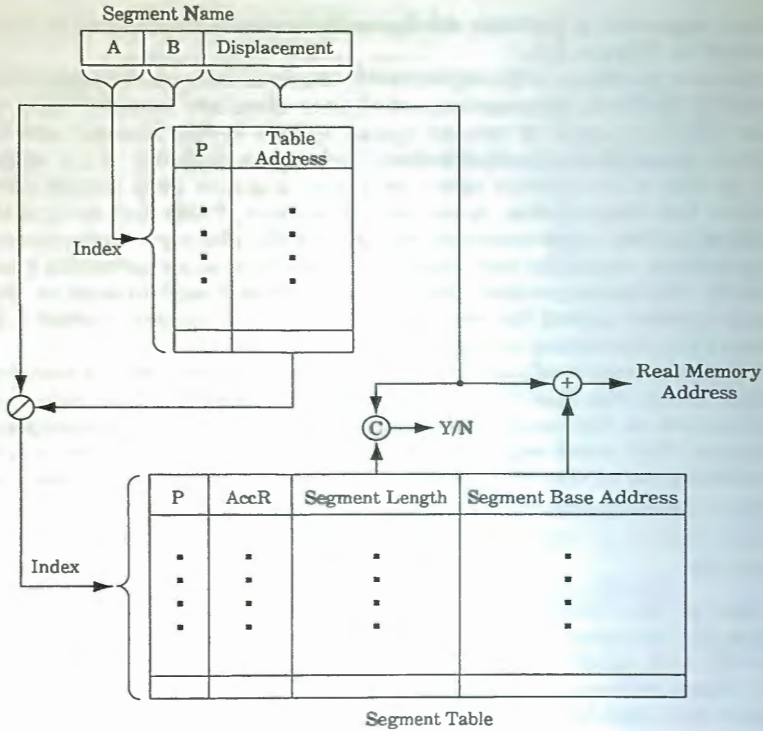 Segment Name
A B Displacement
P Table Address
Index
Real Memory Address
+
C Y/N
P AccR Segment Length Segment Base Address
Index
Segment Table